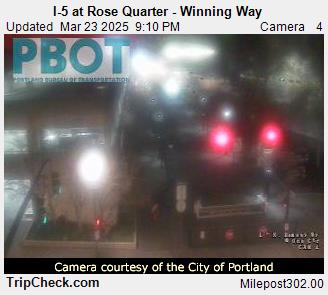 I-5 at Rose Quarter - Winning Way
Updated Mar 23 2025 9:10 PM Camera 4
PBOT
PORTLAND BUREAU OF TRANSPORTATION
Camera courtesy of the City of Portland
TripCheck.com Milepost302.00